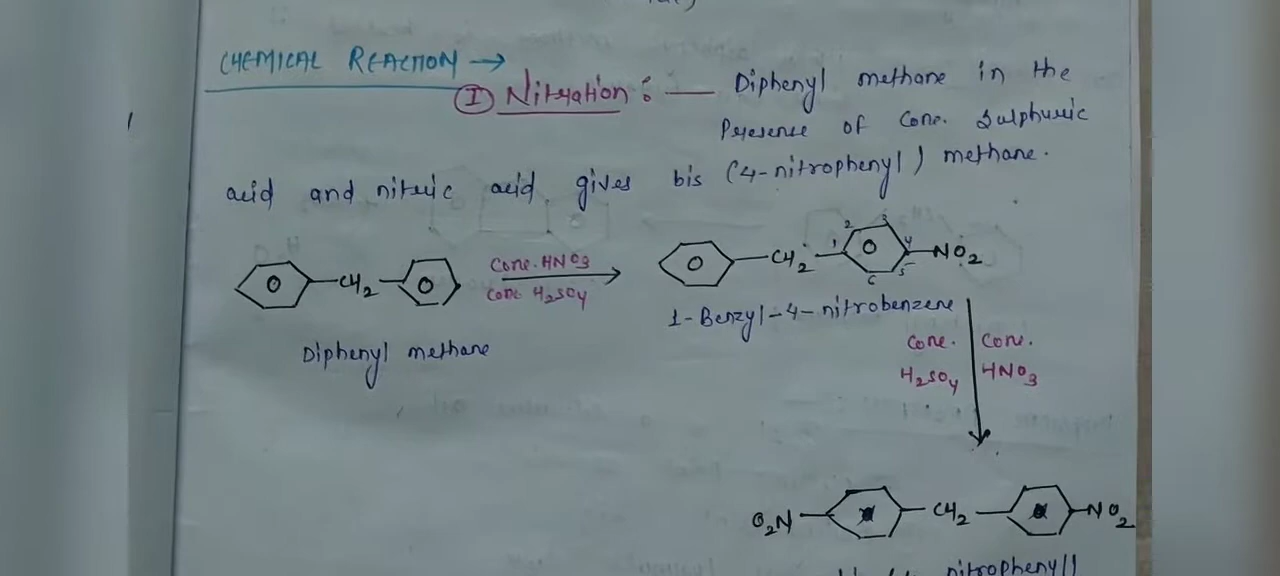 CHEMICAL REACTION →
I Nitration : — Diphenyl methane in the
Presence of Conc. Sulphuric
acid and nitric acid gives bis (4-nitrophenyl) methane.
CH2 Conc. HNO3 Conc H2SO4 CH2 1 2 3 4 5 6 NO2
1-Benzyl-4-nitrobenzene
Diphenyl methane
Conc. Conc.
H2SO4 HNO3
O2N CH2 NO2
nitrophenyl)